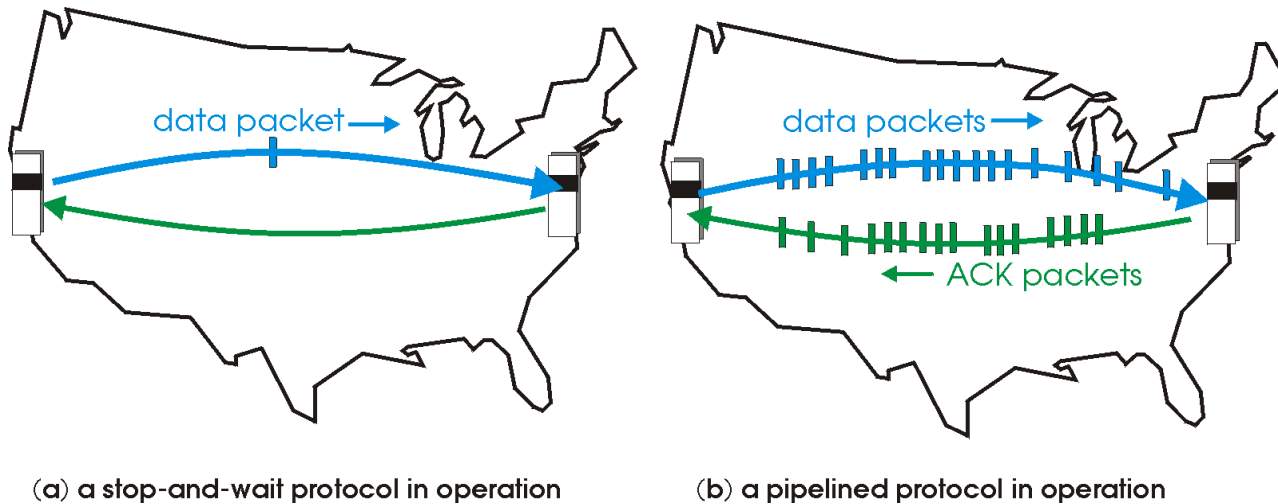 data packet
data packets
ACK packets
(a) a stop-and-wait protocol in operation
(b) a pipelined protocol in operation